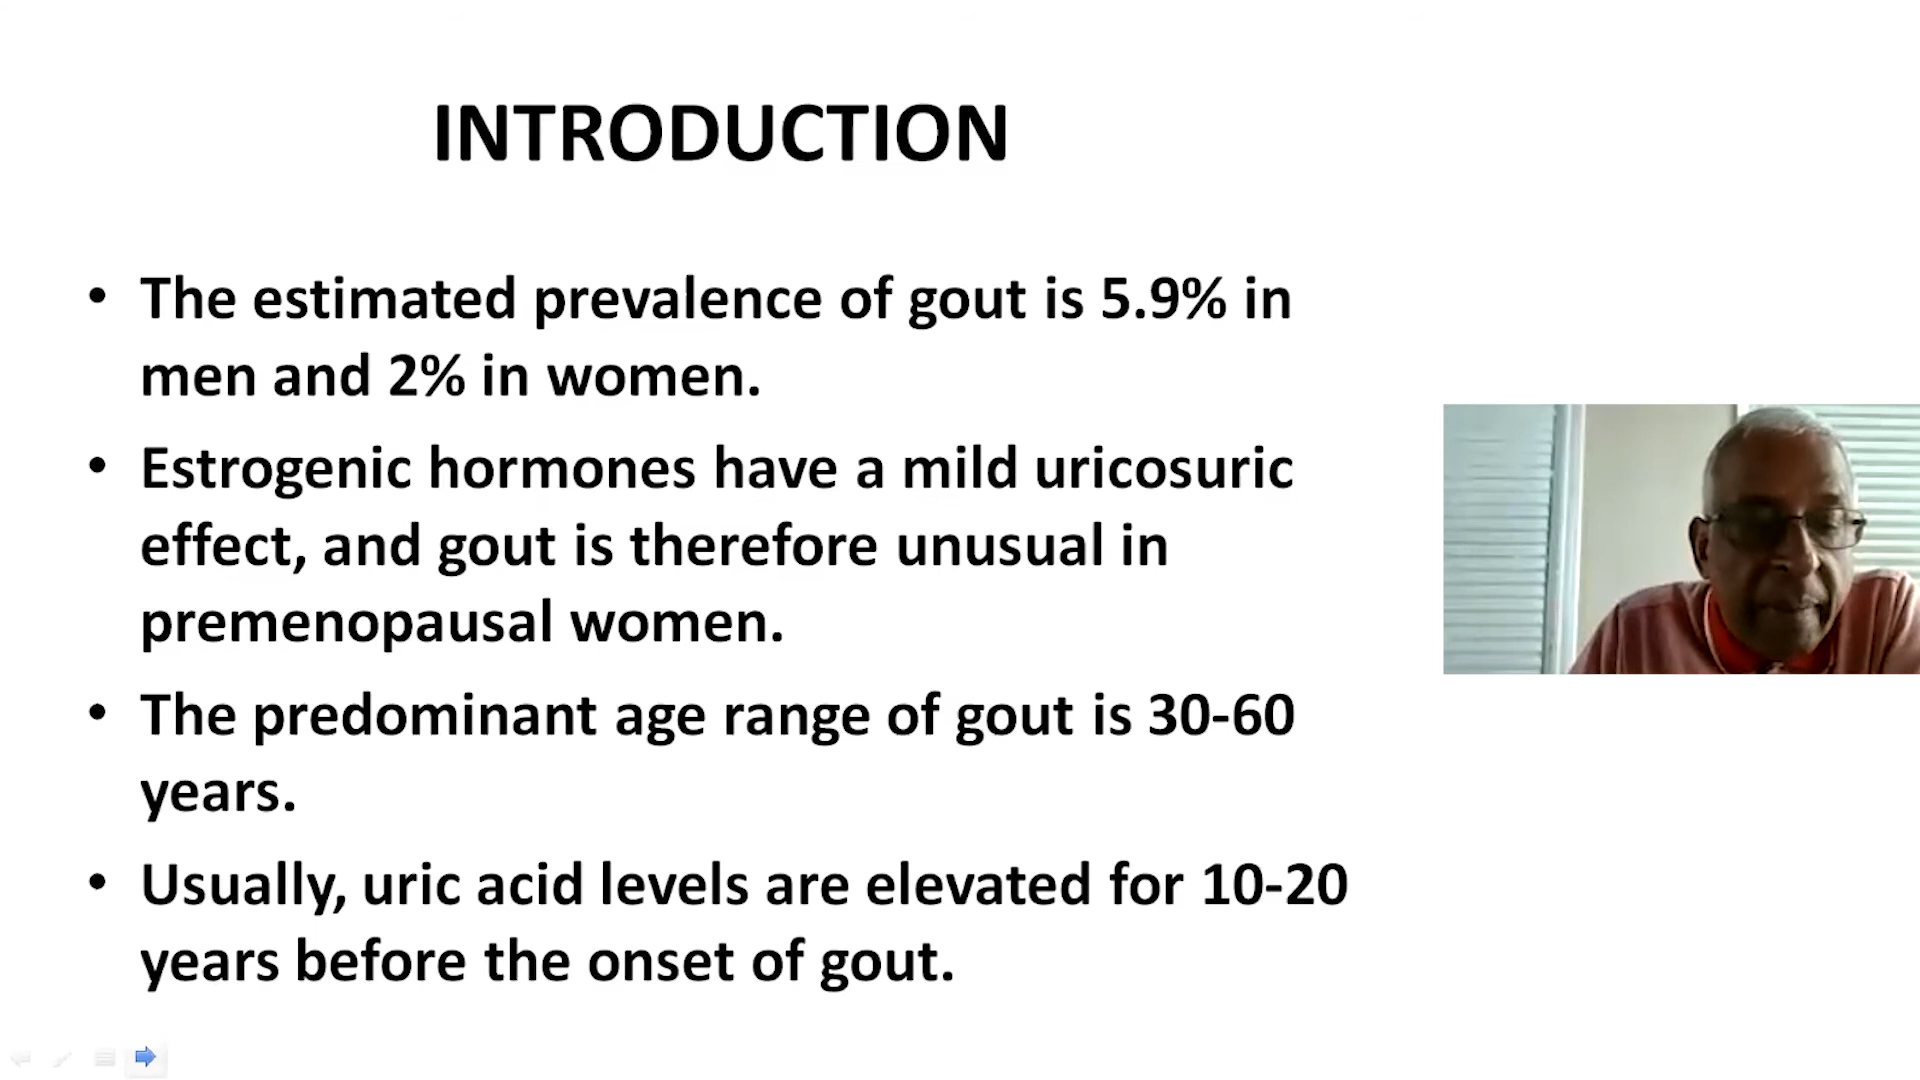 INTRODUCTION
• The estimated prevalence of gout is 5.9% in
men and 2% in women.
• Estrogenic hormones have a mild uricosuric
effect, and gout is therefore unusual in
premenopausal women.
• The predominant age range of gout is 30-60
years.
• Usually, uric acid levels are elevated for 10-20
years before the onset of gout.